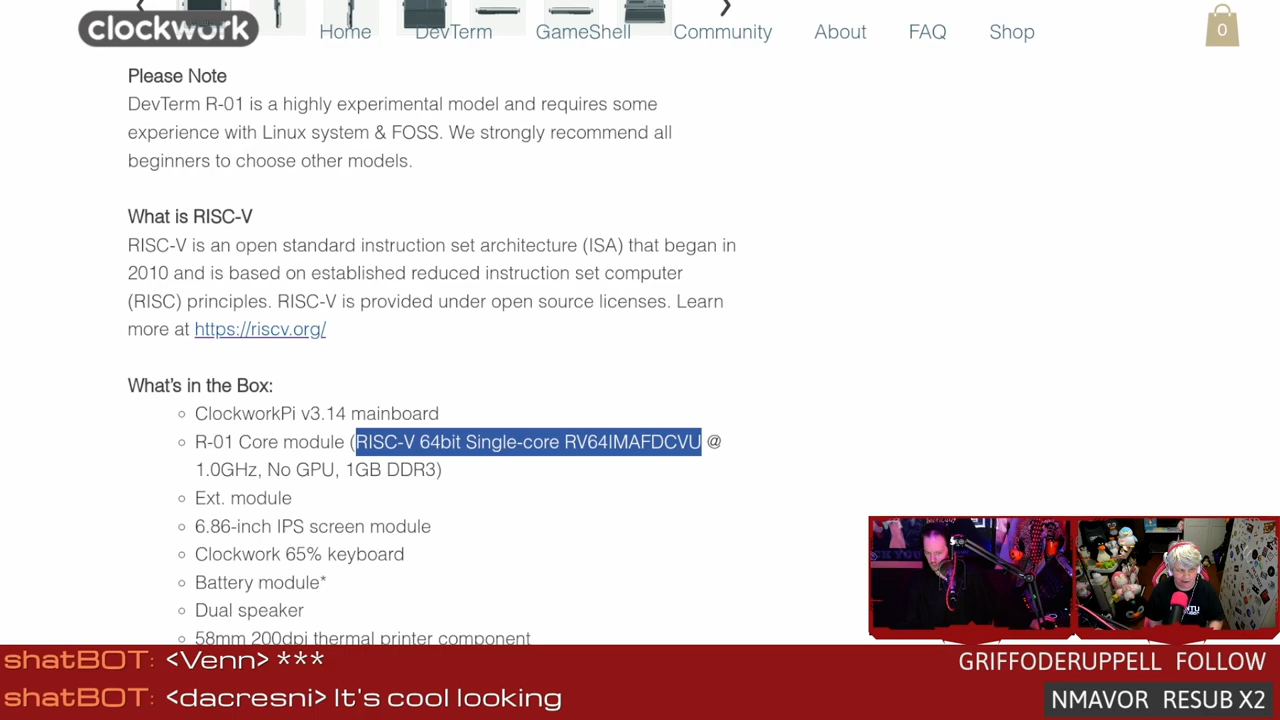 clockwork
Home DevTerm GameShell Community About FAQ Shop
0
Please Note
DevTerm R-01 is a highly experimental model and requires some
experience with Linux system & FOSS. We strongly recommend all
beginners to choose other models.
What is RISC-V
RISC-V is an open standard instruction set architecture (ISA) that began in
2010 and is based on established reduced instruction set computer
(RISC) principles. RISC-V is provided under open source licenses. Learn
more at https://riscv.org/
What's in the Box:
ClockworkPi v3.14 mainboard
R-01 Core module (RISC-V 64bit Single-core RV64IMAFDCVU @
1.0GHz, No GPU, 1GB DDR3)
Ext. module
6.86-inch IPS screen module
Clockwork 65% keyboard
Battery module*
Dual speaker
58mm 200dpi thermal printer component
shatBOT: <Venn> ***
shatBOT: <dacresni> It's cool looking
GRIFFODERUPPELL FOLLOW
NMAVOR RESUB X2